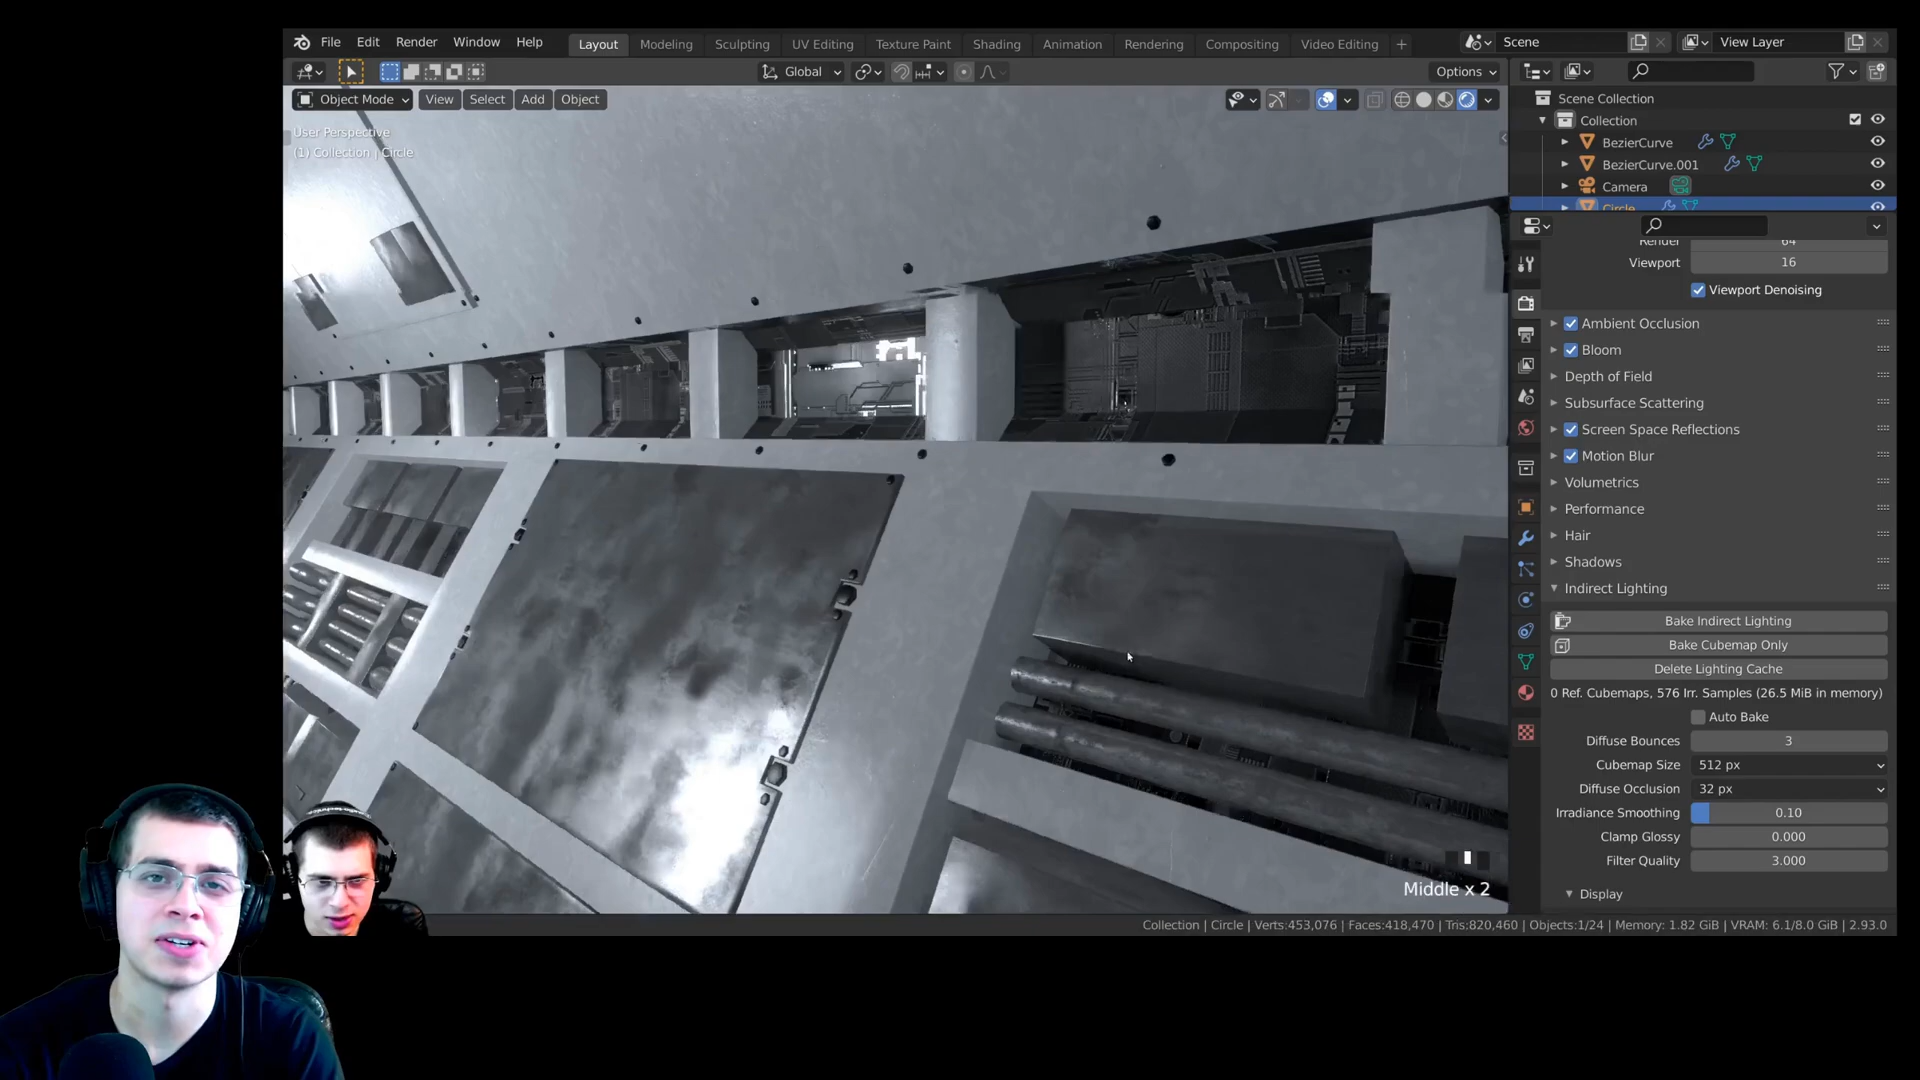 File Edit Render Window Help Layout Modeling Sculpting UV Editing Texture Paint Shading Animation Rendering Compositing Video Editing + Scene View Layer
Global Options
Object Mode View Select Add Object
User Perspective
(1) Collection | Circle
Scene Collection
Collection
BezierCurve
BezierCurve.001
Camera
Circle
Render 64
Viewport 16
Viewport Denoising
Ambient Occlusion
Bloom
Depth of Field
Subsurface Scattering
Screen Space Reflections
Motion Blur
Volumetrics
Performance
Hair
Shadows
Indirect Lighting
Bake Indirect Lighting
Bake Cubemap Only
Delete Lighting Cache
0 Ref. Cubemaps, 576 Irr. Samples (26.5 MiB in memory)
Auto Bake
Diffuse Bounces 3
Cubemap Size 512 px
Diffuse Occlusion 32 px
Irradiance Smoothing 0.10
Clamp Glossy 0.000
Filter Quality 3.000
Display
Middle x 2
Collection | Circle | Verts:453,076 | Faces:418,470 | Tris:820,460 | Objects:1/24 | Memory: 1.82 GiB | VRAM: 6.1/8.0 GiB | 2.93.0